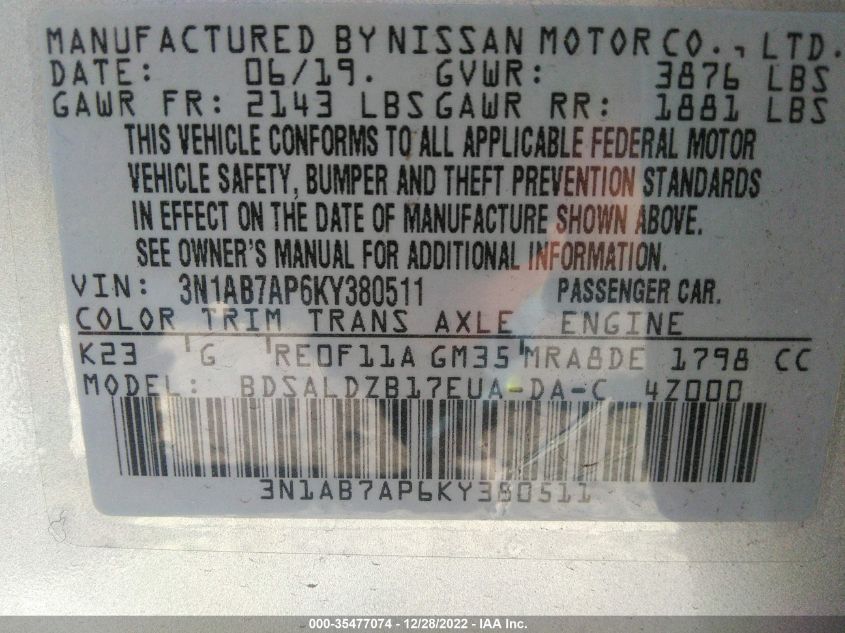 MANUFACTURED BY NISSAN MOTOR CO., LTD.
DATE: 06/19. GVWR: 3876 LBS
GAWR FR: 2143 LBS GAWR RR: 1881 LBS
THIS VEHICLE CONFORMS TO ALL APPLICABLE FEDERAL MOTOR
VEHICLE SAFETY, BUMPER AND THEFT PREVENTION STANDARDS
IN EFFECT ON THE DATE OF MANUFACTURE SHOWN ABOVE.
SEE OWNER'S MANUAL FOR ADDITIONAL INFORMATION.
VIN: 3N1AB7AP6KY380511 PASSENGER CAR.
COLOR TRIM TRANS AXLE ENGINE
K23 G RE0F11A GM35 MRA8DE 1798 CC
MODEL: BDSALDZB17EUA-DA-C 4Z000
3N1AB7AP6KY380511
000-35477074 / 12/28/2022 - IAA Inc.